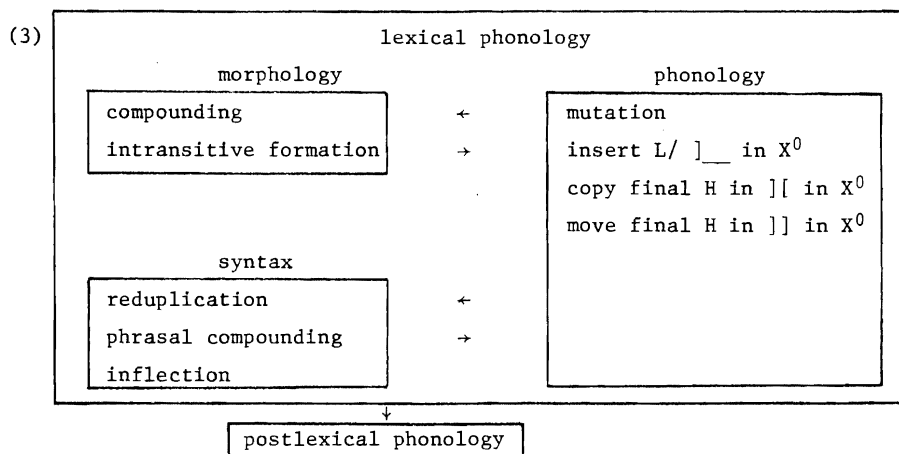 (3) lexical phonology
morphology phonology
compounding ← mutation
intransitive formation → insert L/ ]__ in X⁰
copy final H in ][ in X⁰
move final H in ]] in X⁰
syntax
reduplication ←
phrasal compounding →
inflection
↓
postlexical phonology